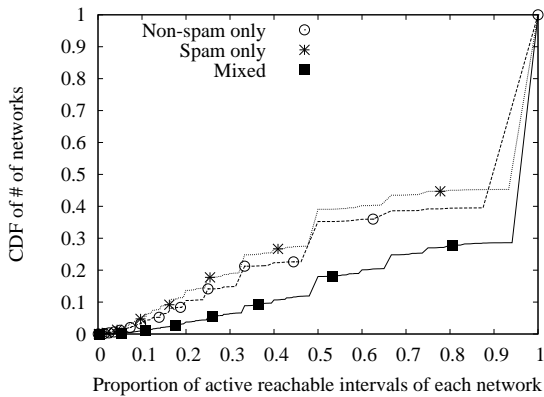 Non-spam only
Spam only
Mixed
1
0.9
0.8
0.7
0.6
0.5
0.4
0.3
0.2
0.1
0
CDF of # of networks
0 0.1 0.2 0.3 0.4 0.5 0.6 0.7 0.8 0.9 1
Proportion of active reachable intervals of each network